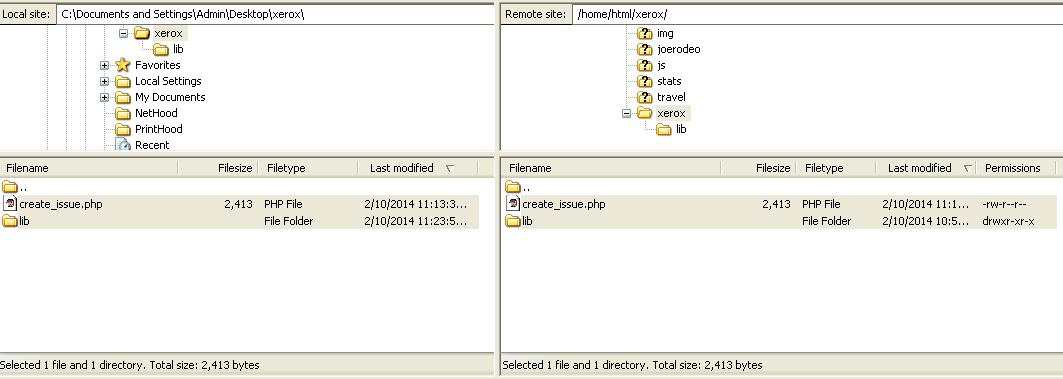 Local site: C:\Documents and Settings\Admin\Desktop\xerox\
xerox
lib
Favorites
Local Settings
My Documents
NetHood
PrintHood
Recent
Filename Filesize Filetype Last modified
..
create_issue.php 2,413 PHP File 2/10/2014 11:13:3...
lib File Folder 2/10/2014 11:23:5...
Selected 1 file and 1 directory. Total size: 2,413 bytes
Remote site: /home/html/xerox/
img
joerodeo
js
stats
travel
xerox
lib
Filename Filesize Filetype Last modified Permissions
..
create_issue.php 2,413 PHP File 2/10/2014 11:1... -rw-r--r--
lib File Folder 2/10/2014 10:5... drwxr-xr-x
Selected 1 file and 1 directory. Total size: 2,413 bytes